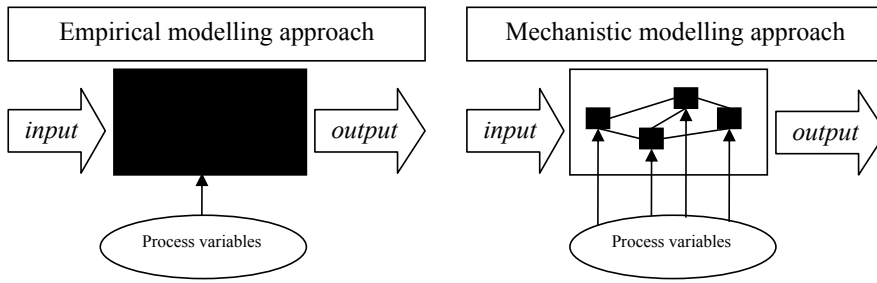 Empirical modelling approach
input
output
Process variables
Mechanistic modelling approach
input
output
Process variables